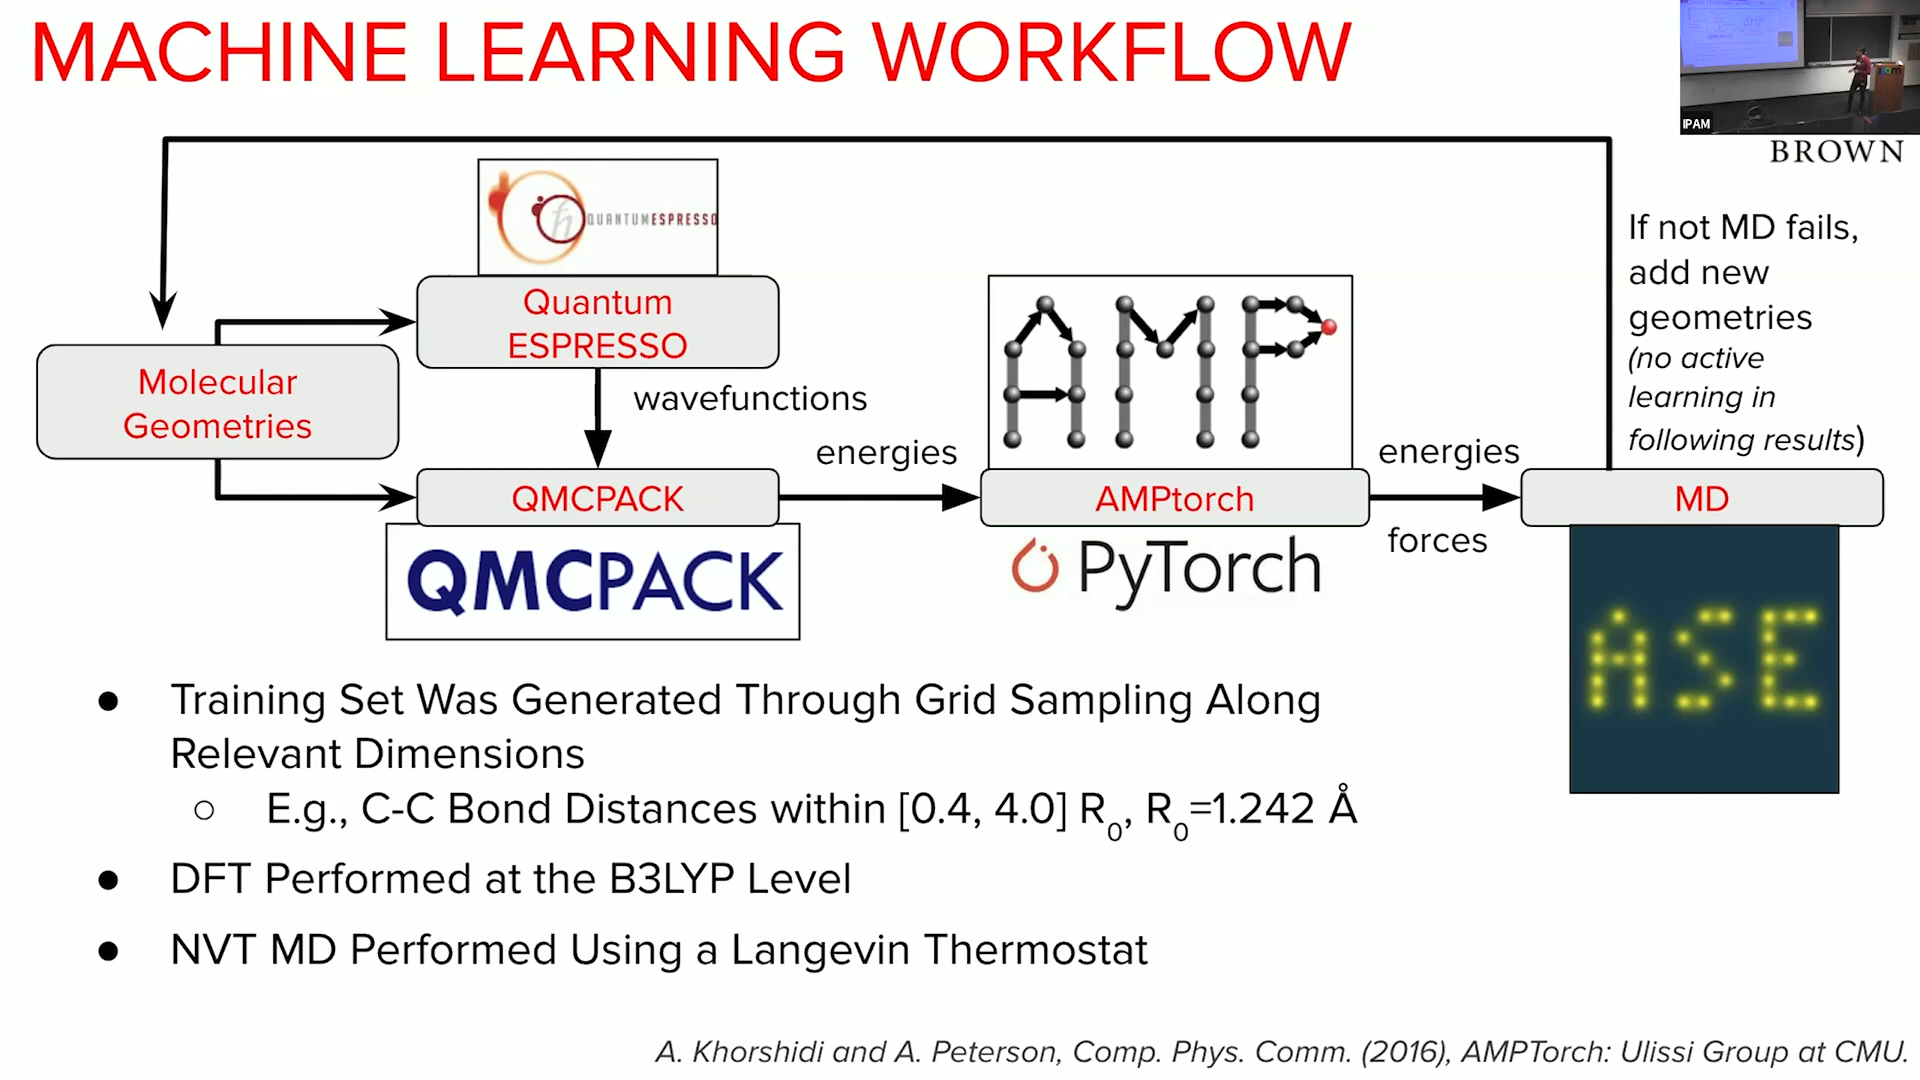 MACHINE LEARNING WORKFLOW
IPAM
BROWN
QUANTUMESPRESSO
Quantum
ESPRESSO
Molecular
Geometries
wavefunctions
QMCPACK
QMCPACK
energies
AMP
AMPtorch
PyTorch
energies
forces
If not MD fails,
add new
geometries
(no active
learning in
following results)
MD
ASE
● Training Set Was Generated Through Grid Sampling Along
Relevant Dimensions
○ E.g., C-C Bond Distances within [0.4, 4.0] R₀, R₀=1.242 Å
● DFT Performed at the B3LYP Level
● NVT MD Performed Using a Langevin Thermostat
A. Khorshidi and A. Peterson, Comp. Phys. Comm. (2016), AMPTorch: Ulissi Group at CMU.